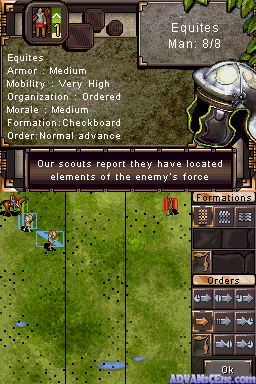 1
Equites
Man: 8/8
Equites
Armor : Medium
Mobility : Very High
Organization : Ordered
Morale : Medium
Formation:Checkboard
Order:Normal advance
Our scouts report they have located
elements of the enemy's force
Formations
Orders
Ok
ADVANsCEne.com